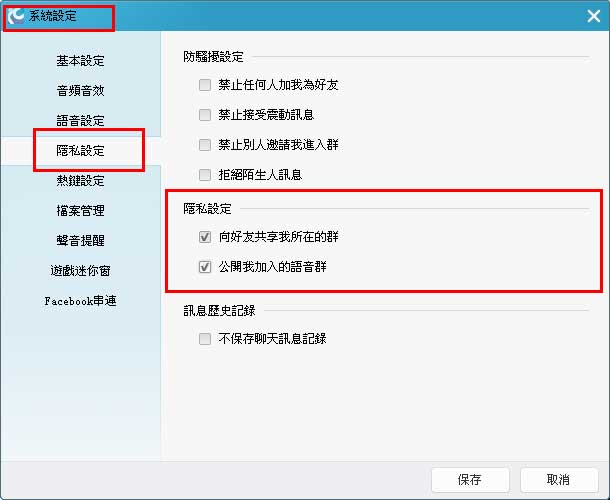 系統設定
基本設定
音頻音效
語音設定
隱私設定
熱鍵設定
檔案管理
聲音提醒
遊戲迷你窗
Facebook串連
防騷擾設定
禁止任何人加我為好友
禁止接受震動訊息
禁止別人邀請我進入群
拒絕陌生人訊息
隱私設定
向好友共享我所在的群
公開我加入的語音群
訊息歷史記錄
不保存聊天訊息記錄
保存
取消